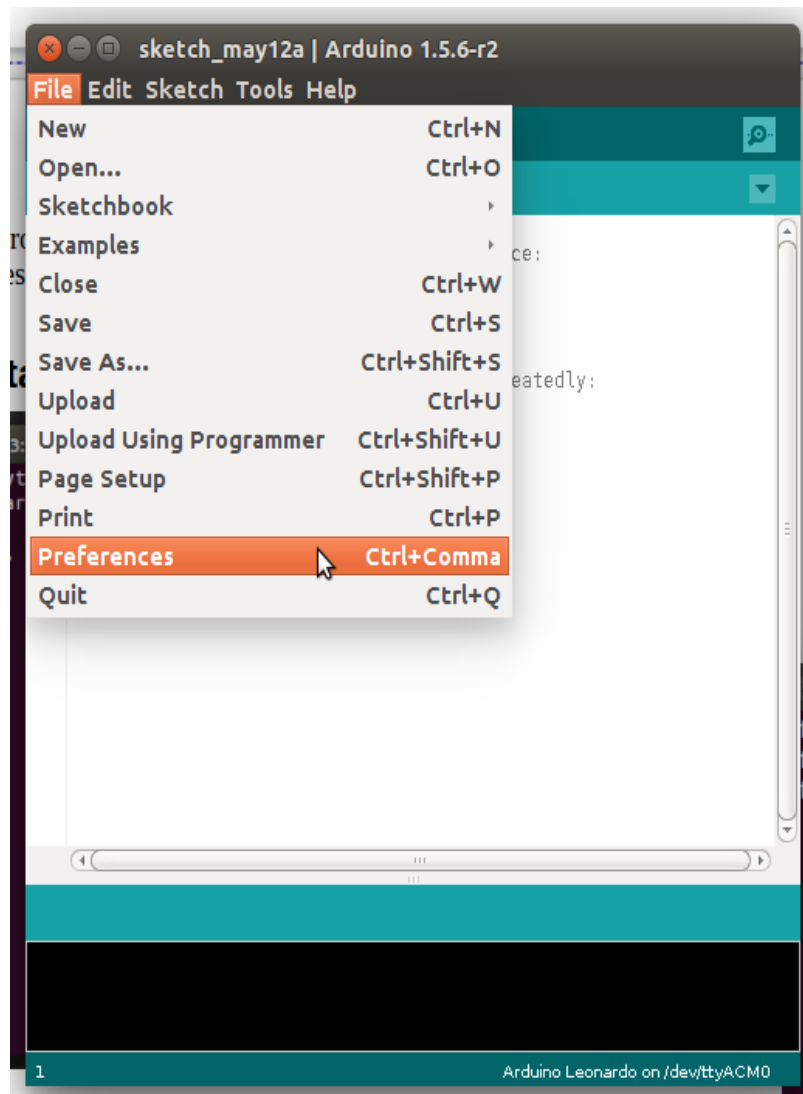 sketch_may12a | Arduino 1.5.6-r2
File Edit Sketch Tools Help
New Ctrl+N
Open... Ctrl+O
Sketchbook
Examples
ce:
Close Ctrl+W
Save Ctrl+S
Save As... Ctrl+Shift+S
eatedly:
Upload Ctrl+U
Upload Using Programmer Ctrl+Shift+U
Page Setup Ctrl+Shift+P
Print Ctrl+P
Preferences Ctrl+Comma
Quit Ctrl+Q
1 Arduino Leonardo on /dev/ttyACM0